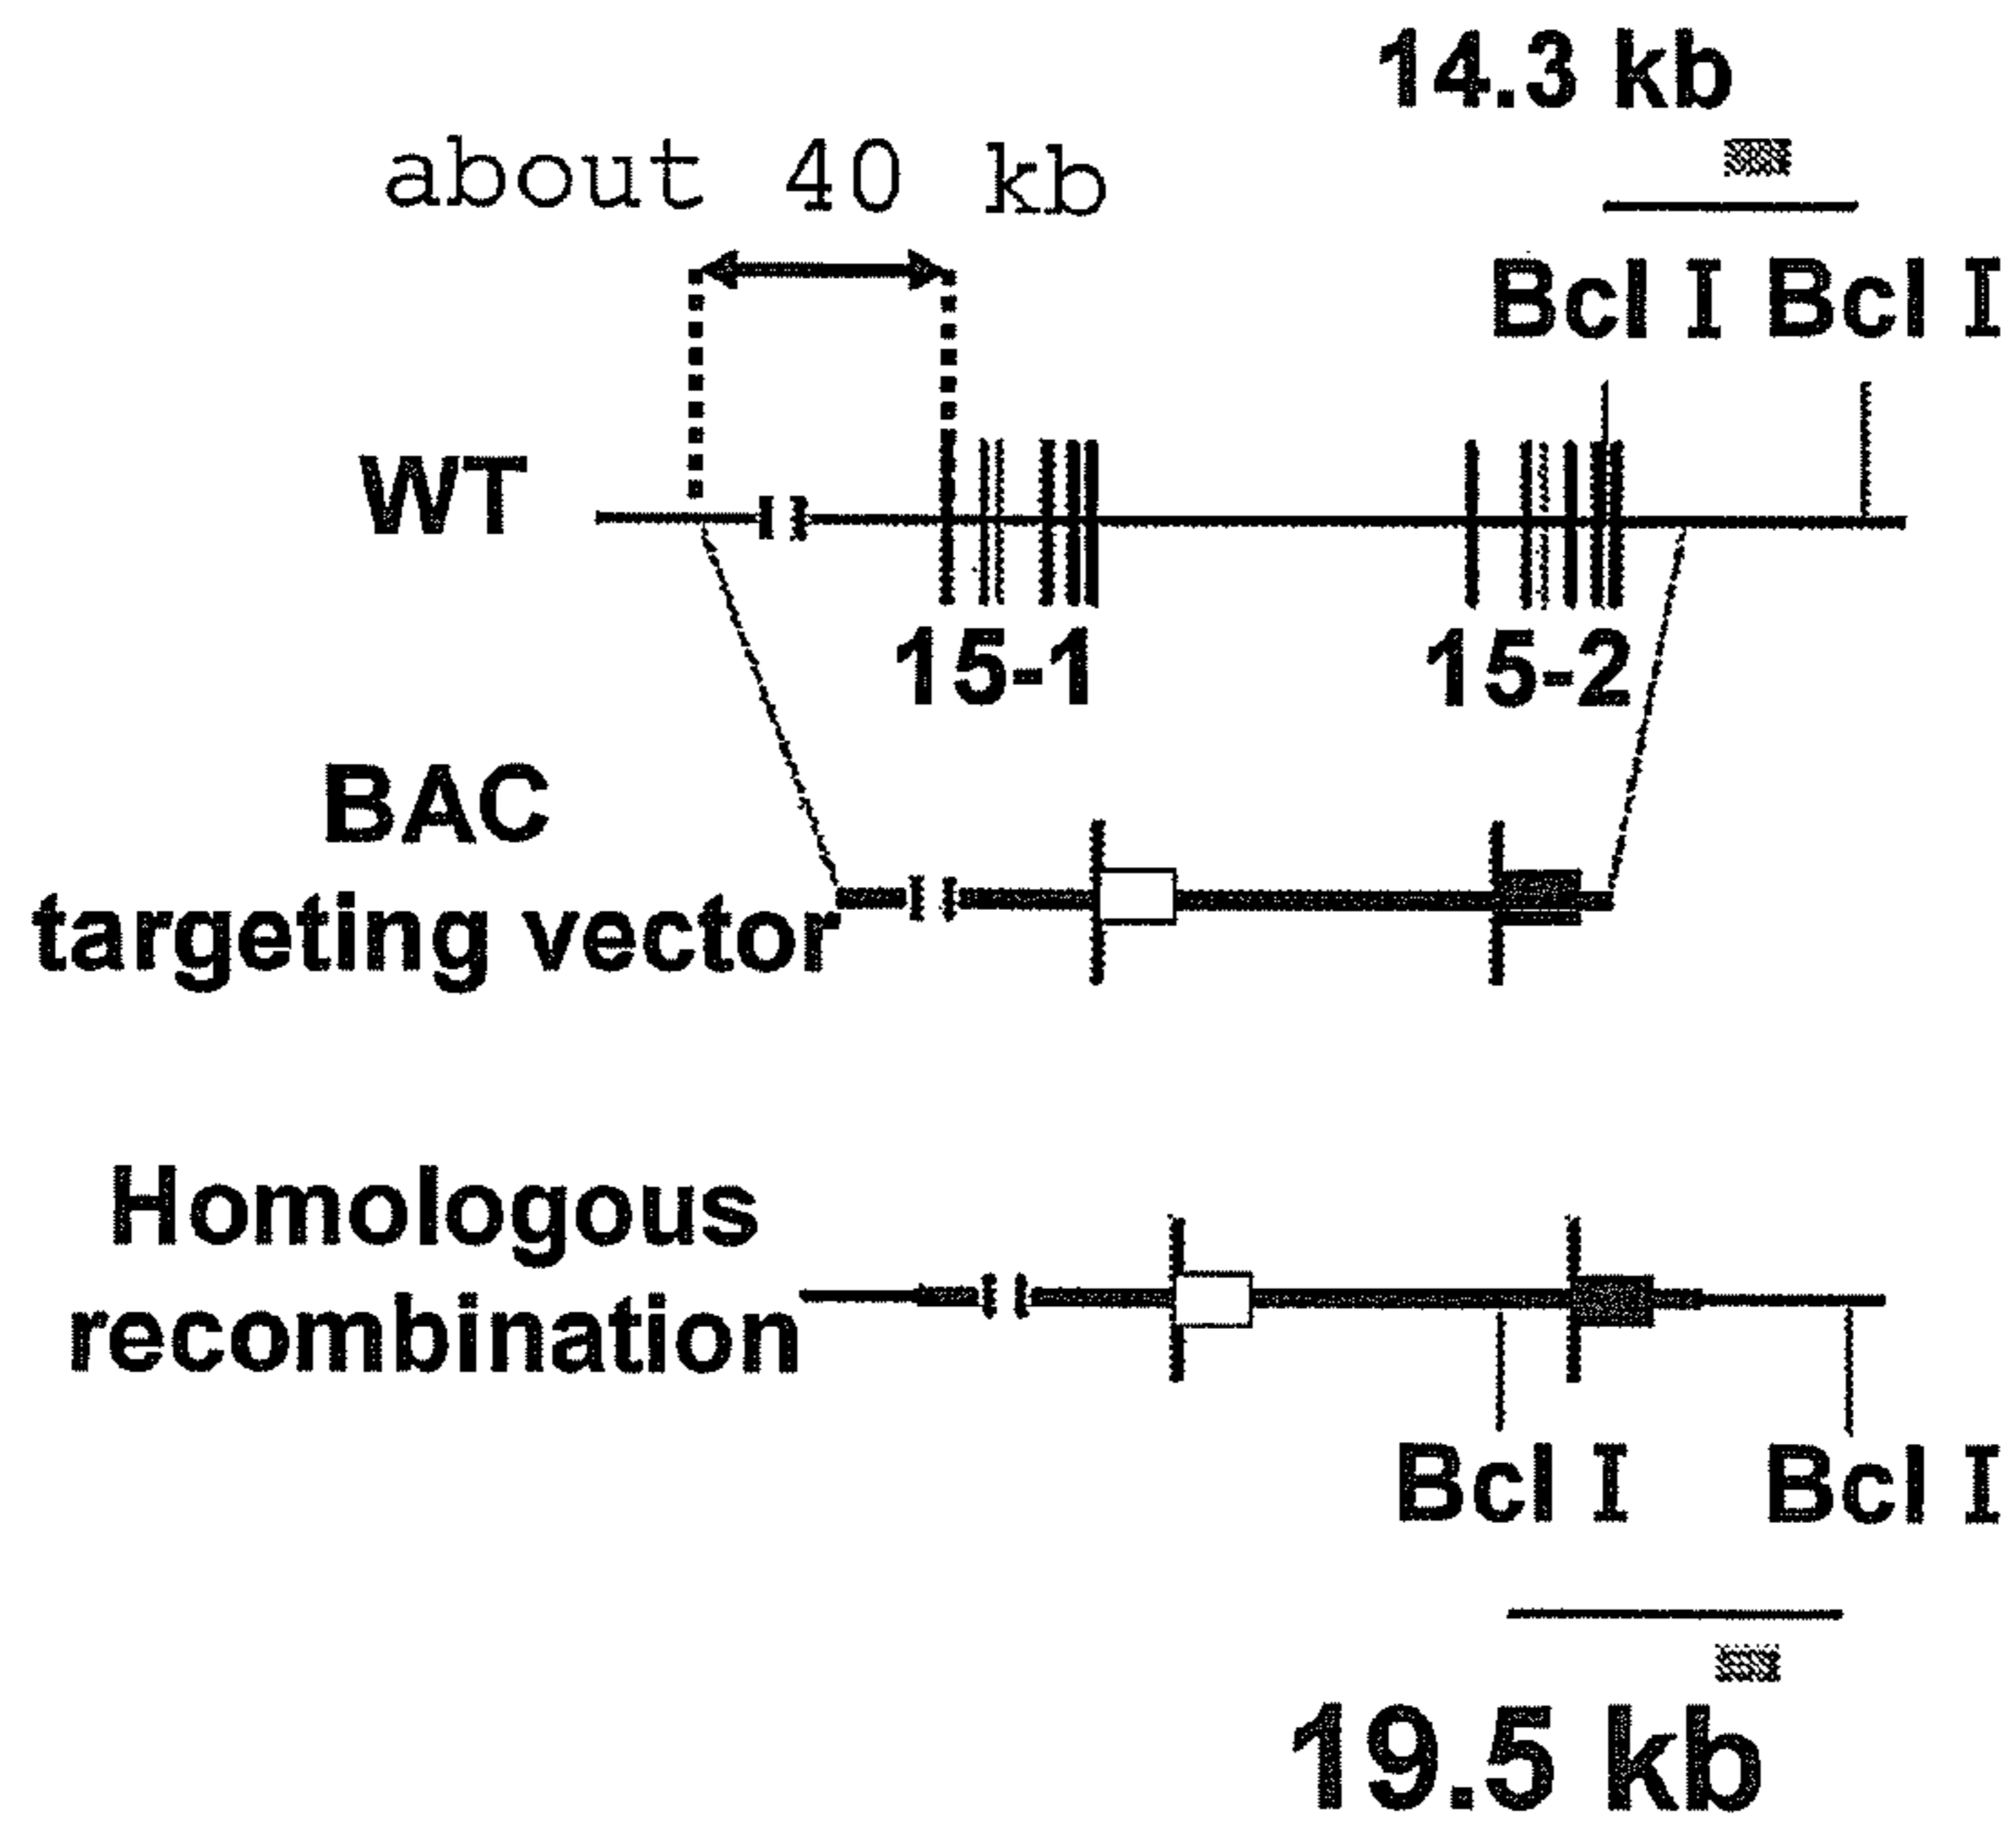 14.3 kb
about 40 kb
Bcl I Bcl I
WT
15-1 15-2
BAC
targeting vector
Homologous
recombination
Bcl I Bcl I
19.5 kb